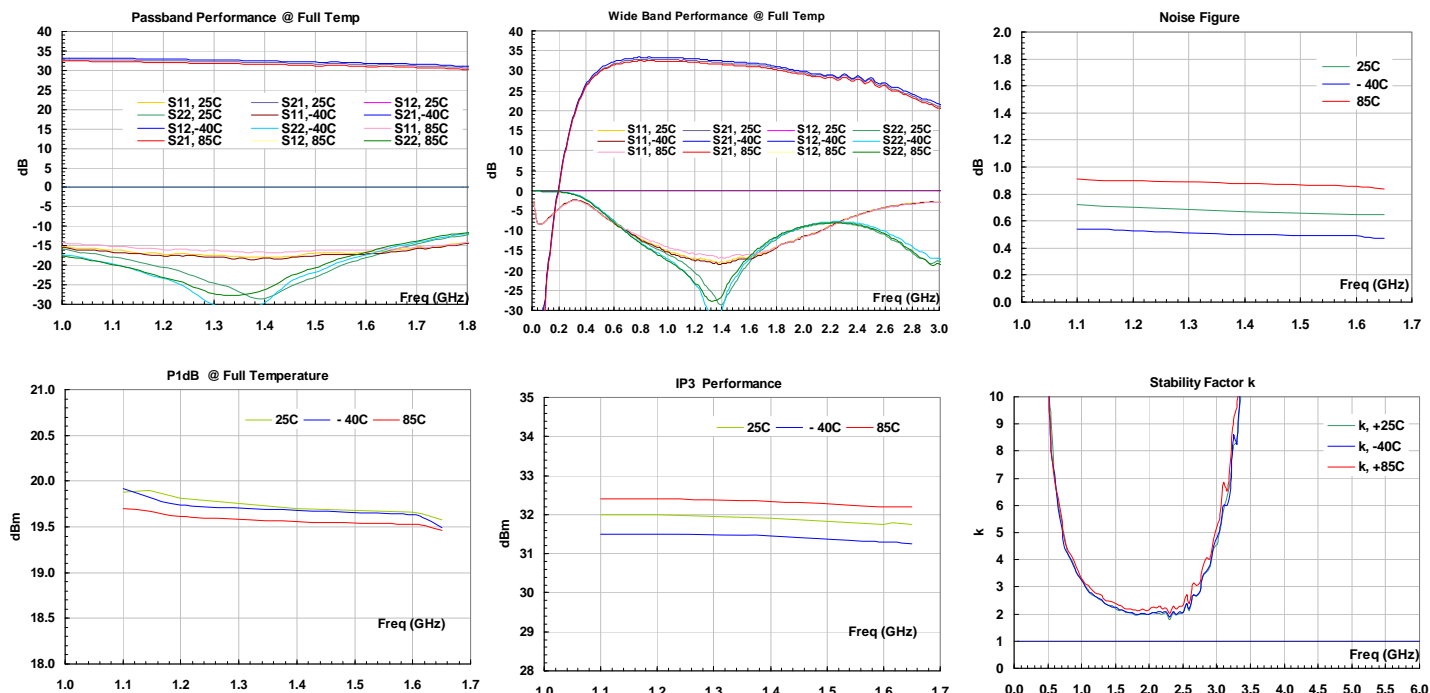 Passband Performance @ Full Temp
40
35
30
25
20
15
10
5
0
-5
-10
-15
-20
-25
-30
dB
S11, 25C S21, 25C S12, 25C
S22, 25C S11,-40C S21,-40C
S12,-40C S22,-40C S11, 85C
S21, 85C S12, 85C S22, 85C
Freq (GHz)
1.0 1.1 1.2 1.3 1.4 1.5 1.6 1.7 1.8
Wide Band Performance @ Full Temp
40
35
30
25
20
15
10
5
0
-5
-10
-15
-20
-25
-30
dB
S11, 25C S21, 25C S12, 25C S22, 25C
S11,-40C S21,-40C S12,-40C S22,-40C
S11, 85C S21, 85C S12, 85C S22, 85C
Freq (GHz)
0.0 0.2 0.4 0.6 0.8 1.0 1.2 1.4 1.6 1.8 2.0 2.2 2.4 2.6 2.8 3.0
Noise Figure
2.0
1.8
1.6
1.4
1.2
1.0
0.8
0.6
0.4
0.2
0.0
dB
25C
- 40C
85C
Freq (GHz)
1.0 1.1 1.2 1.3 1.4 1.5 1.6 1.7
P1dB @ Full Temperature
21.0
20.5
20.0
19.5
19.0
18.5
18.0
dBm
25C - 40C 85C
Freq (GHz)
1.0 1.1 1.2 1.3 1.4 1.5 1.6 1.7
IP3 Performance
35
34
33
32
31
30
29
28
dBm
25C - 40C 85C
Freq (GHz)
1.0 1.1 1.2 1.3 1.4 1.5 1.6 1.7
Stability Factor k
10
9
8
7
6
5
4
3
2
1
0
k
k, +25C
k, -40C
k, +85C
Freq (GHz)
0.0 0.5 1.0 1.5 2.0 2.5 3.0 3.5 4.0 4.5 5.0 5.5 6.0